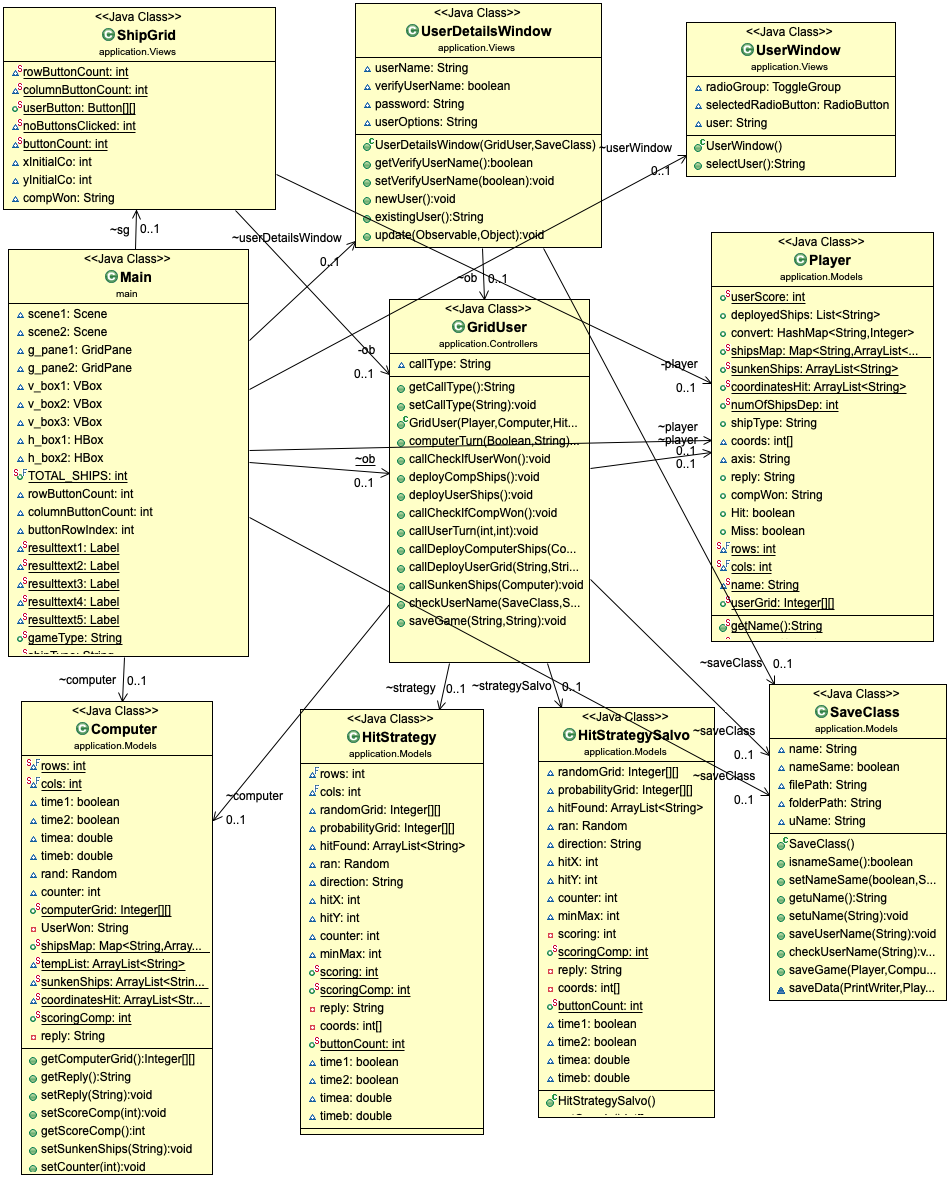 <<Java Class>>
ShipGrid
application.Views
rowButtonCount: int
columnButtonCount: int
userButton: Button[][]
noButtonsClicked: int
buttonCount: int
xInitialCo: int
yInitialCo: int
compWon: String
<<Java Class>>
UserDetailsWindow
application.Views
userName: String
verifyUserName: boolean
password: String
userOptions: String
UserDetailsWindow(GridUser,SaveClass)
getVerifyUserName():boolean
setVerifyUserName(boolean):void
newUser():void
existingUser():String
update(Observable,Object):void
<<Java Class>>
UserWindow
application.Views
radioGroup: ToggleGroup
selectedRadioButton: RadioButton
user: String
UserWindow()
selectUser():String
~userWindow
0..1
~sg
0..1
~userDetailsWindow
0..1
~ob
0..1
<<Java Class>>
Main
main
scene1: Scene
scene2: Scene
g_pane1: GridPane
g_pane2: GridPane
v_box1: VBox
v_box2: VBox
v_box3: VBox
h_box1: HBox
h_box2: HBox
TOTAL_SHIPS: int
rowButtonCount: int
columnButtonCount: int
buttonRowIndex: int
resulttext1: Label
resulttext2: Label
resulttext3: Label
resulttext4: Label
resulttext5: Label
gameType: String
-ob
0..1
~ob
0..1
<<Java Class>>
GridUser
application.Controllers
callType: String
getCallType():String
setCallType(String):void
GridUser(Player,Computer,Hit...
computerTurn(Boolean,String)...
callCheckIfUserWon():void
deployCompShips():void
deployUserShips():void
callCheckIfCompWon():void
callUserTurn(int,int):void
callDeployComputerShips(Co...
callDeployUserGrid(String,Stri...
callSunkenShips(Computer):void
checkUserName(SaveClass,S...
saveGame(String,String):void
-player
0..1
~player
~player
0..1
0..1
<<Java Class>>
Player
application.Models
userScore: int
deployedShips: List<String>
convert: HashMap<String,Integer>
shipsMap: Map<String,ArrayList<...
sunkenShips: ArrayList<String>
coordinatesHit: ArrayList<String>
numOfShipsDep: int
shipType: String
coords: int[]
axis: String
reply: String
compWon: String
Hit: boolean
Miss: boolean
rows: int
cols: int
name: String
userGrid: Integer[][]
getName():String
~computer
0..1
~strategy
0..1
~strategySalvo
0..1
~saveClass
0..1
~saveClass
0..1
~saveClass
0..1
~computer
0..1
<<Java Class>>
Computer
application.Models
rows: int
cols: int
time1: boolean
time2: boolean
timea: double
timeb: double
rand: Random
counter: int
computerGrid: Integer[][]
UserWon: String
shipsMap: Map<String,Array...
tempList: ArrayList<String>
sunkenShips: ArrayList<Strin...
coordinatesHit: ArrayList<Str...
scoringComp: int
reply: String
getComputerGrid():Integer[][]
getReply():String
setReply(String):void
setScoreComp(int):void
getScoreComp():int
setSunkenShips(String):void
setCounter(int):void
<<Java Class>>
HitStrategy
application.Models
rows: int
cols: int
randomGrid: Integer[][]
probabilityGrid: Integer[][]
hitFound: ArrayList<String>
ran: Random
direction: String
hitX: int
hitY: int
counter: int
minMax: int
scoring: int
scoringComp: int
reply: String
coords: int[]
buttonCount: int
time1: boolean
time2: boolean
timea: double
timeb: double
<<Java Class>>
HitStrategySalvo
application.Models
randomGrid: Integer[][]
probabilityGrid: Integer[][]
hitFound: ArrayList<String>
ran: Random
direction: String
hitX: int
hitY: int
counter: int
minMax: int
scoring: int
scoringComp: int
reply: String
coords: int[]
buttonCount: int
time1: boolean
time2: boolean
timea: double
timeb: double
HitStrategySalvo()
<<Java Class>>
SaveClass
application.Models
name: String
nameSame: boolean
filePath: String
folderPath: String
uName: String
SaveClass()
isnameSame():boolean
setNameSame(boolean,S...
getuName():String
setuName(String):void
saveUserName(String):void
checkUserName(String):v...
saveGame(Player,Compu...
saveData(PrintWriter,Play...